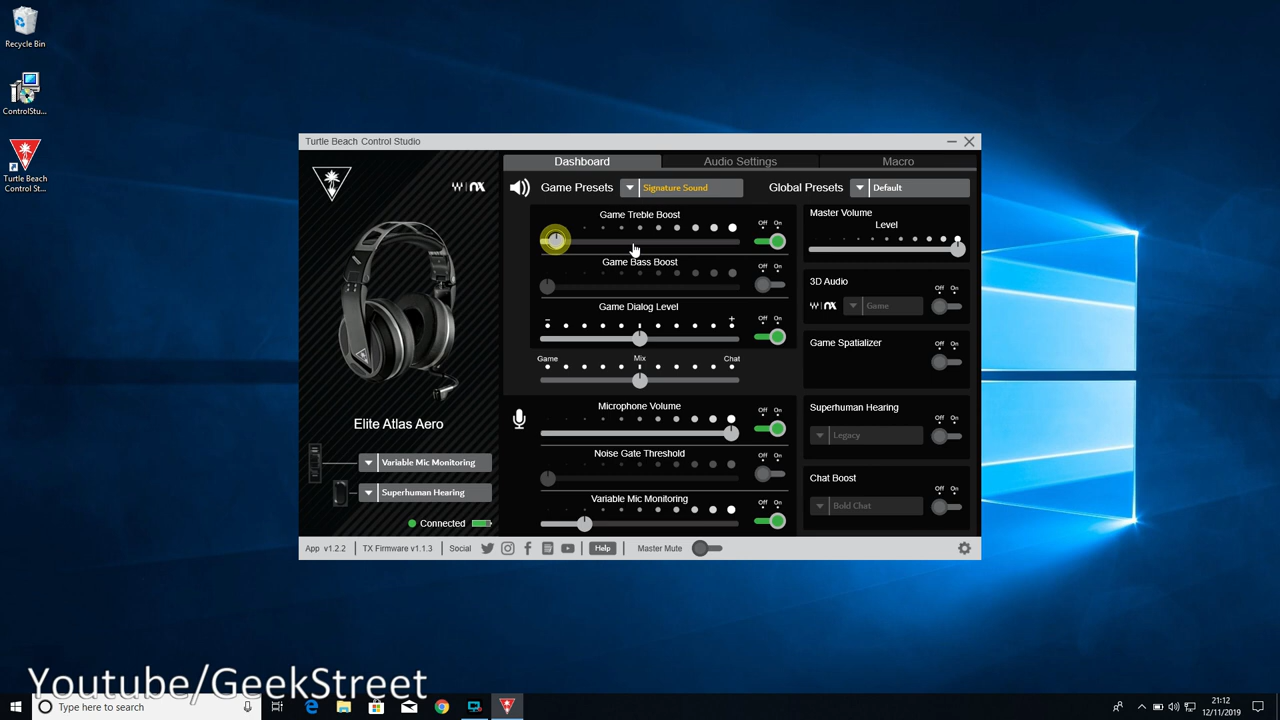 Recycle Bin
ControlStu...
Turtle Beach
Control St...
Turtle Beach Control Studio
Dashboard
Audio Settings
Macro
Game Presets
Signature Sound
Global Presets
Default
Game Treble Boost
Off On
Game Bass Boost
Off On
Game Dialog Level
Off On
Game
Mix
Chat
Microphone Volume
Off On
Noise Gate Threshold
Off On
Variable Mic Monitoring
Off On
Master Volume
Level
3D Audio
Off On
Game
Game Spatializer
Off On
Superhuman Hearing
Off On
Legacy
Chat Boost
Off On
Bold Chat
Elite Atlas Aero
Variable Mic Monitoring
Superhuman Hearing
Connected
App v1.2.2
TX Firmware v1.1.3
Social
Help
Master Mute
Youtube/GeekStreet
Type here to search
21:12
12/11/2019